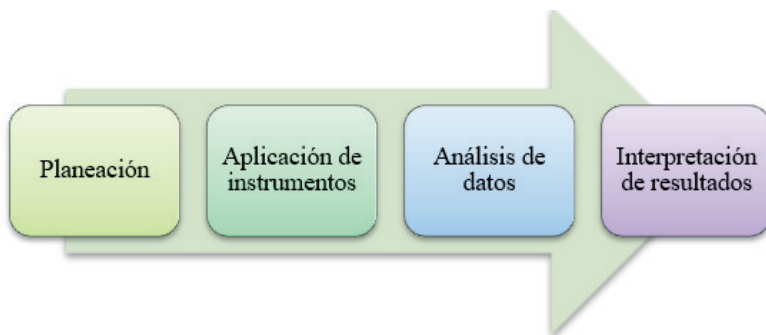 Planeación
Aplicación de
instrumentos
Análisis de
datos
Interpretación
de resultados